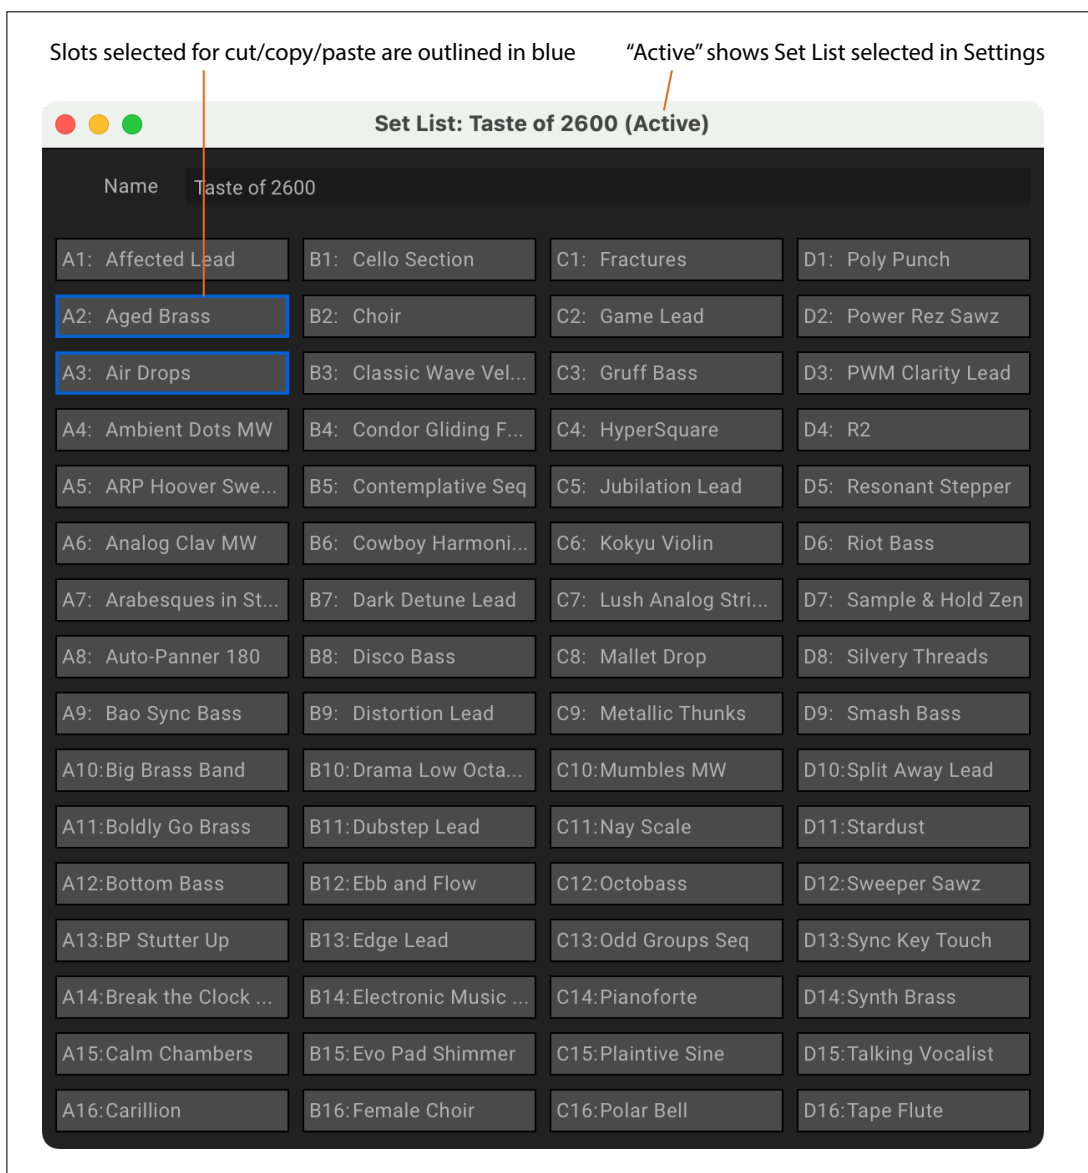 Slots selected for cut/copy/paste are outlined in blue
“Active” shows Set List selected in Settings
Set List: Taste of 2600 (Active)
Name Taste of 2600
A1: Affected Lead B1: Cello Section C1: Fractures D1: Poly Punch
A2: Aged Brass B2: Choir C2: Game Lead D2: Power Rez Sawz
A3: Air Drops B3: Classic Wave Vel... C3: Gruff Bass D3: PWM Clarity Lead
A4: Ambient Dots MW B4: Condor Gliding F... C4: HyperSquare D4: R2
A5: ARP Hoover Swe... B5: Contemplative Seq C5: Jubilation Lead D5: Resonant Stepper
A6: Analog Clav MW B6: Cowboy Harmoni... C6: Kokyu Violin D6: Riot Bass
A7: Arabesques in St... B7: Dark Detune Lead C7: Lush Analog Stri... D7: Sample & Hold Zen
A8: Auto-Panner 180 B8: Disco Bass C8: Mallet Drop D8: Silvery Threads
A9: Bao Sync Bass B9: Distortion Lead C9: Metallic Thunks D9: Smash Bass
A10:Big Brass Band B10:Drama Low Octa... C10:Mumbles MW D10:Split Away Lead
A11:Boldly Go Brass B11:Dubstep Lead C11:Nay Scale D11:Stardust
A12:Bottom Bass B12:Ebb and Flow C12:Octobass D12:Sweeper Sawz
A13:BP Stutter Up B13:Edge Lead C13:Odd Groups Seq D13:Sync Key Touch
A14:Break the Clock ... B14:Electronic Music ... C14:Pianoforte D14:Synth Brass
A15:Calm Chambers B15:Evo Pad Shimmer C15:Plaintive Sine D15:Talking Vocalist
A16:Carillion B16:Female Choir C16:Polar Bell D16:Tape Flute